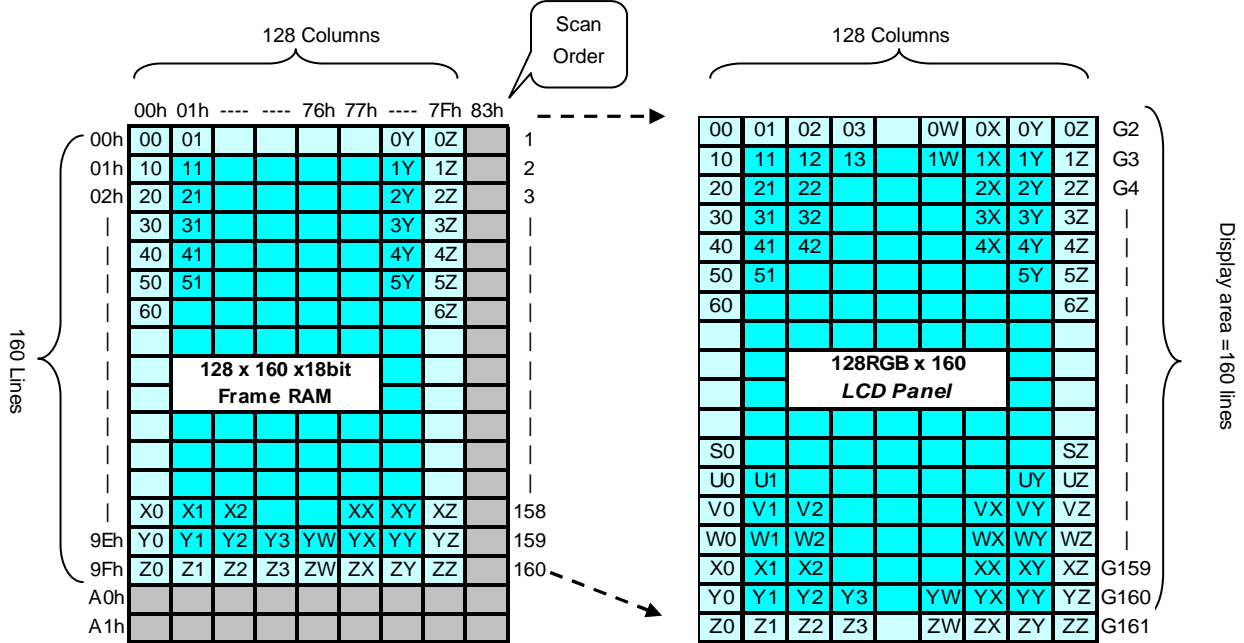 Scan
Order
128 Columns
128 Columns
00h 01h ---- ---- 76h 77h ---- 7Fh 83h
00h 00 01 0Y 0Z 1
01h 10 11 1Y 1Z 2
02h 20 21 2Y 2Z 3
30 31 3Y 3Z
40 41 4Y 4Z
50 51 5Y 5Z
60 6Z
128 x 160 x18bit
Frame RAM
X0 X1 X2 XX XY XZ 158
9Eh Y0 Y1 Y2 Y3 YW YX YY YZ 159
9Fh Z0 Z1 Z2 Z3 ZW ZX ZY ZZ 160
A0h
A1h
160 Lines
00 01 02 03 0W 0X 0Y 0Z G2
10 11 12 13 1W 1X 1Y 1Z G3
20 21 22 2X 2Y 2Z G4
30 31 32 3X 3Y 3Z
40 41 42 4X 4Y 4Z
50 51 5Y 5Z
60 6Z
128RGB x 160
LCD Panel
S0 SZ
U0 U1 UY UZ
V0 V1 V2 VX VY VZ
W0 W1 W2 WX WY WZ
X0 X1 X2 XX XY XZ G159
Y0 Y1 Y2 Y3 YW YX YY YZ G160
Z0 Z1 Z2 Z3 ZW ZX ZY ZZ G161
Display area =160 lines